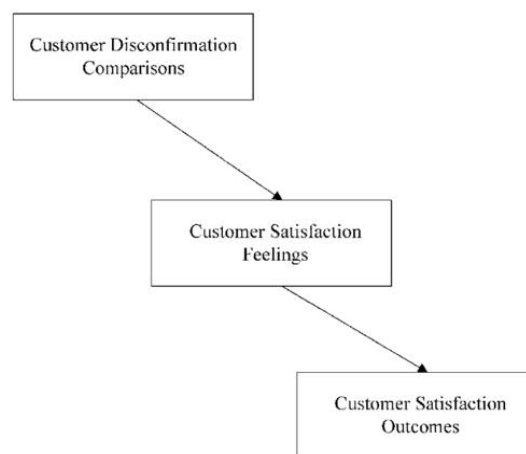 Customer Disconfirmation
Comparisons
Customer Satisfaction
Feelings
Customer Satisfaction
Outcomes